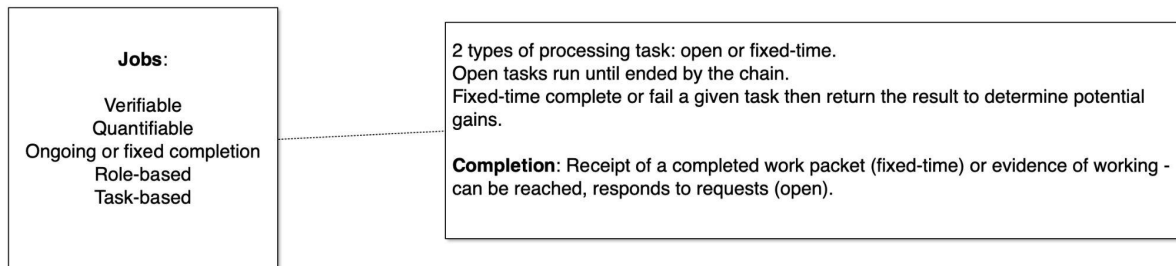 Jobs:
Verifiable
Quantifiable
Ongoing or fixed completion
Role-based
Task-based
2 types of processing task: open or fixed-time.
Open tasks run until ended by the chain.
Fixed-time complete or fail a given task then return the result to determine potential
gains.
Completion: Receipt of a completed work packet (fixed-time) or evidence of working -
can be reached, responds to requests (open).